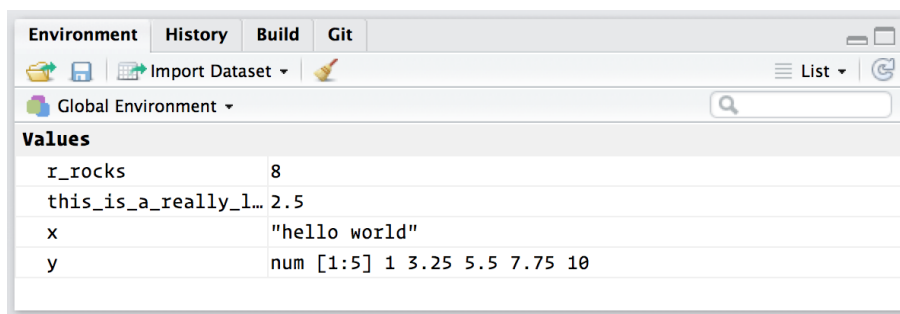 Environment History Build Git
Import Dataset List
Global Environment
Values
r_rocks 8
this_is_a_really_l… 2.5
x "hello world"
y num [1:5] 1 3.25 5.5 7.75 10